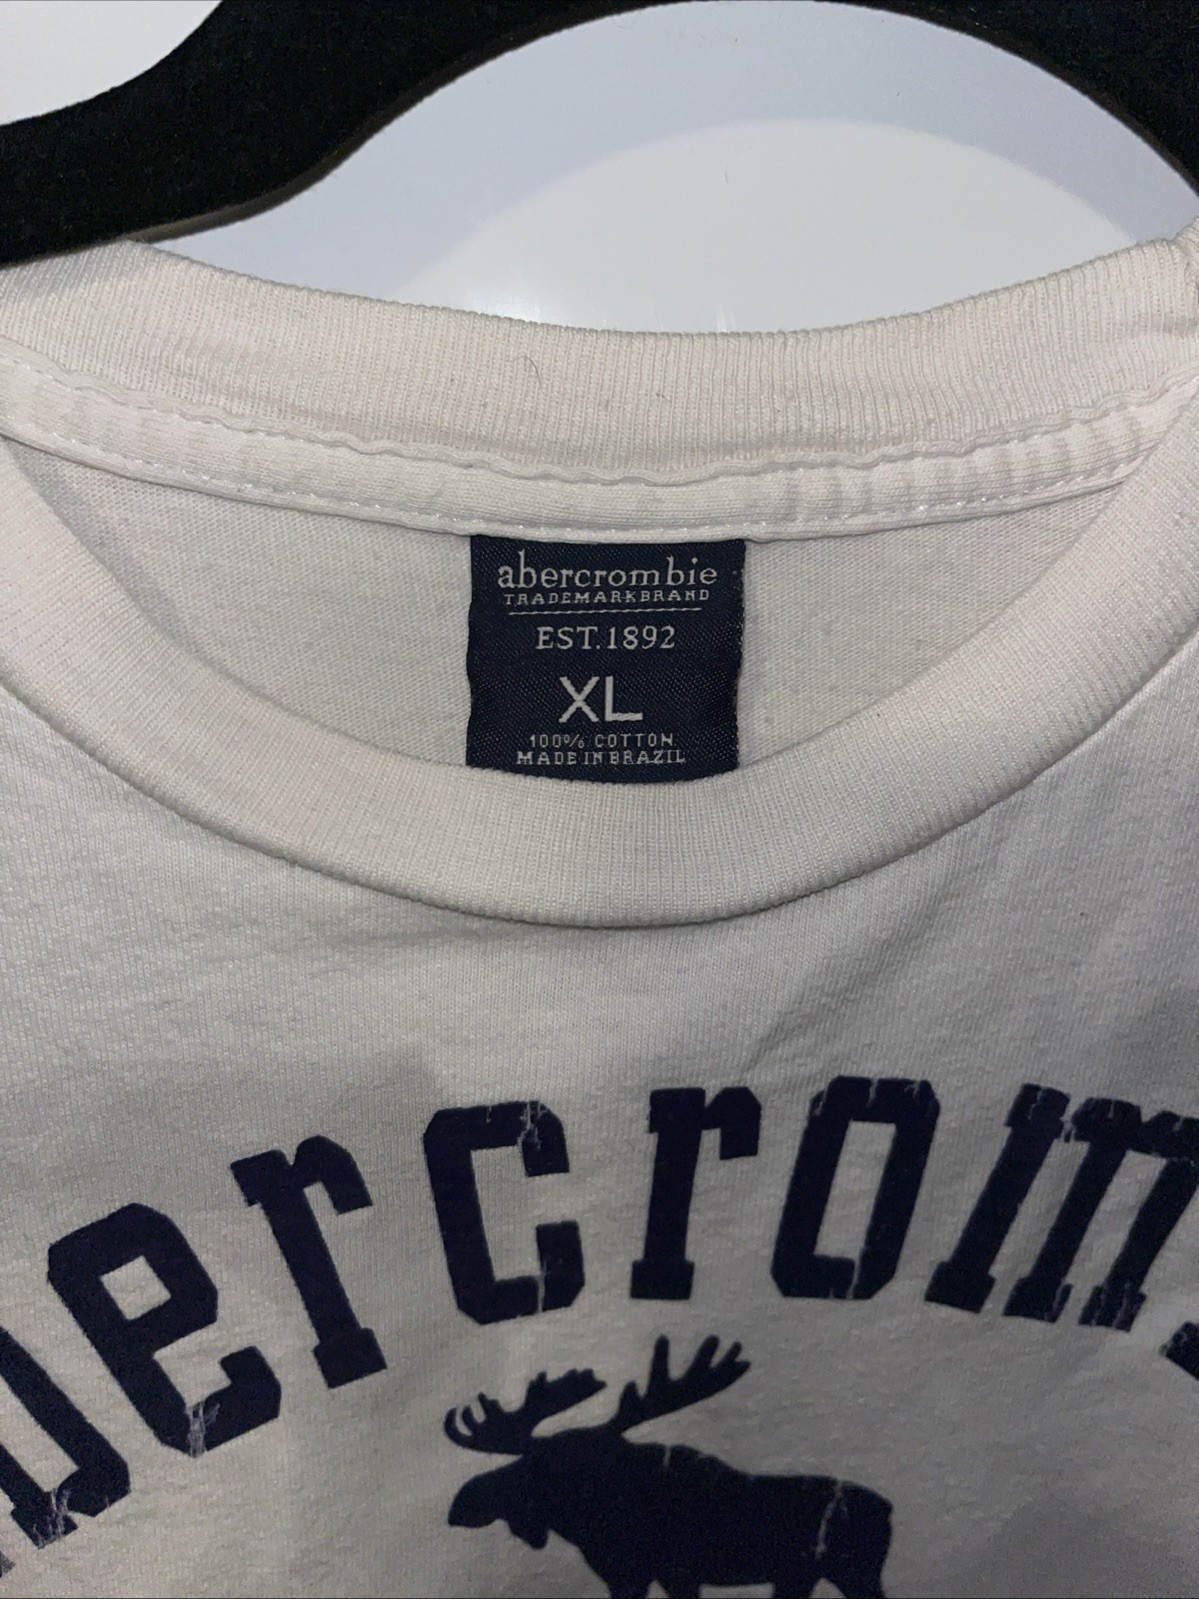 abercrombie
TRADEMARKBRAND
EST.1892
XL
100% COTTON
MADE IN BRAZIL
bercrom